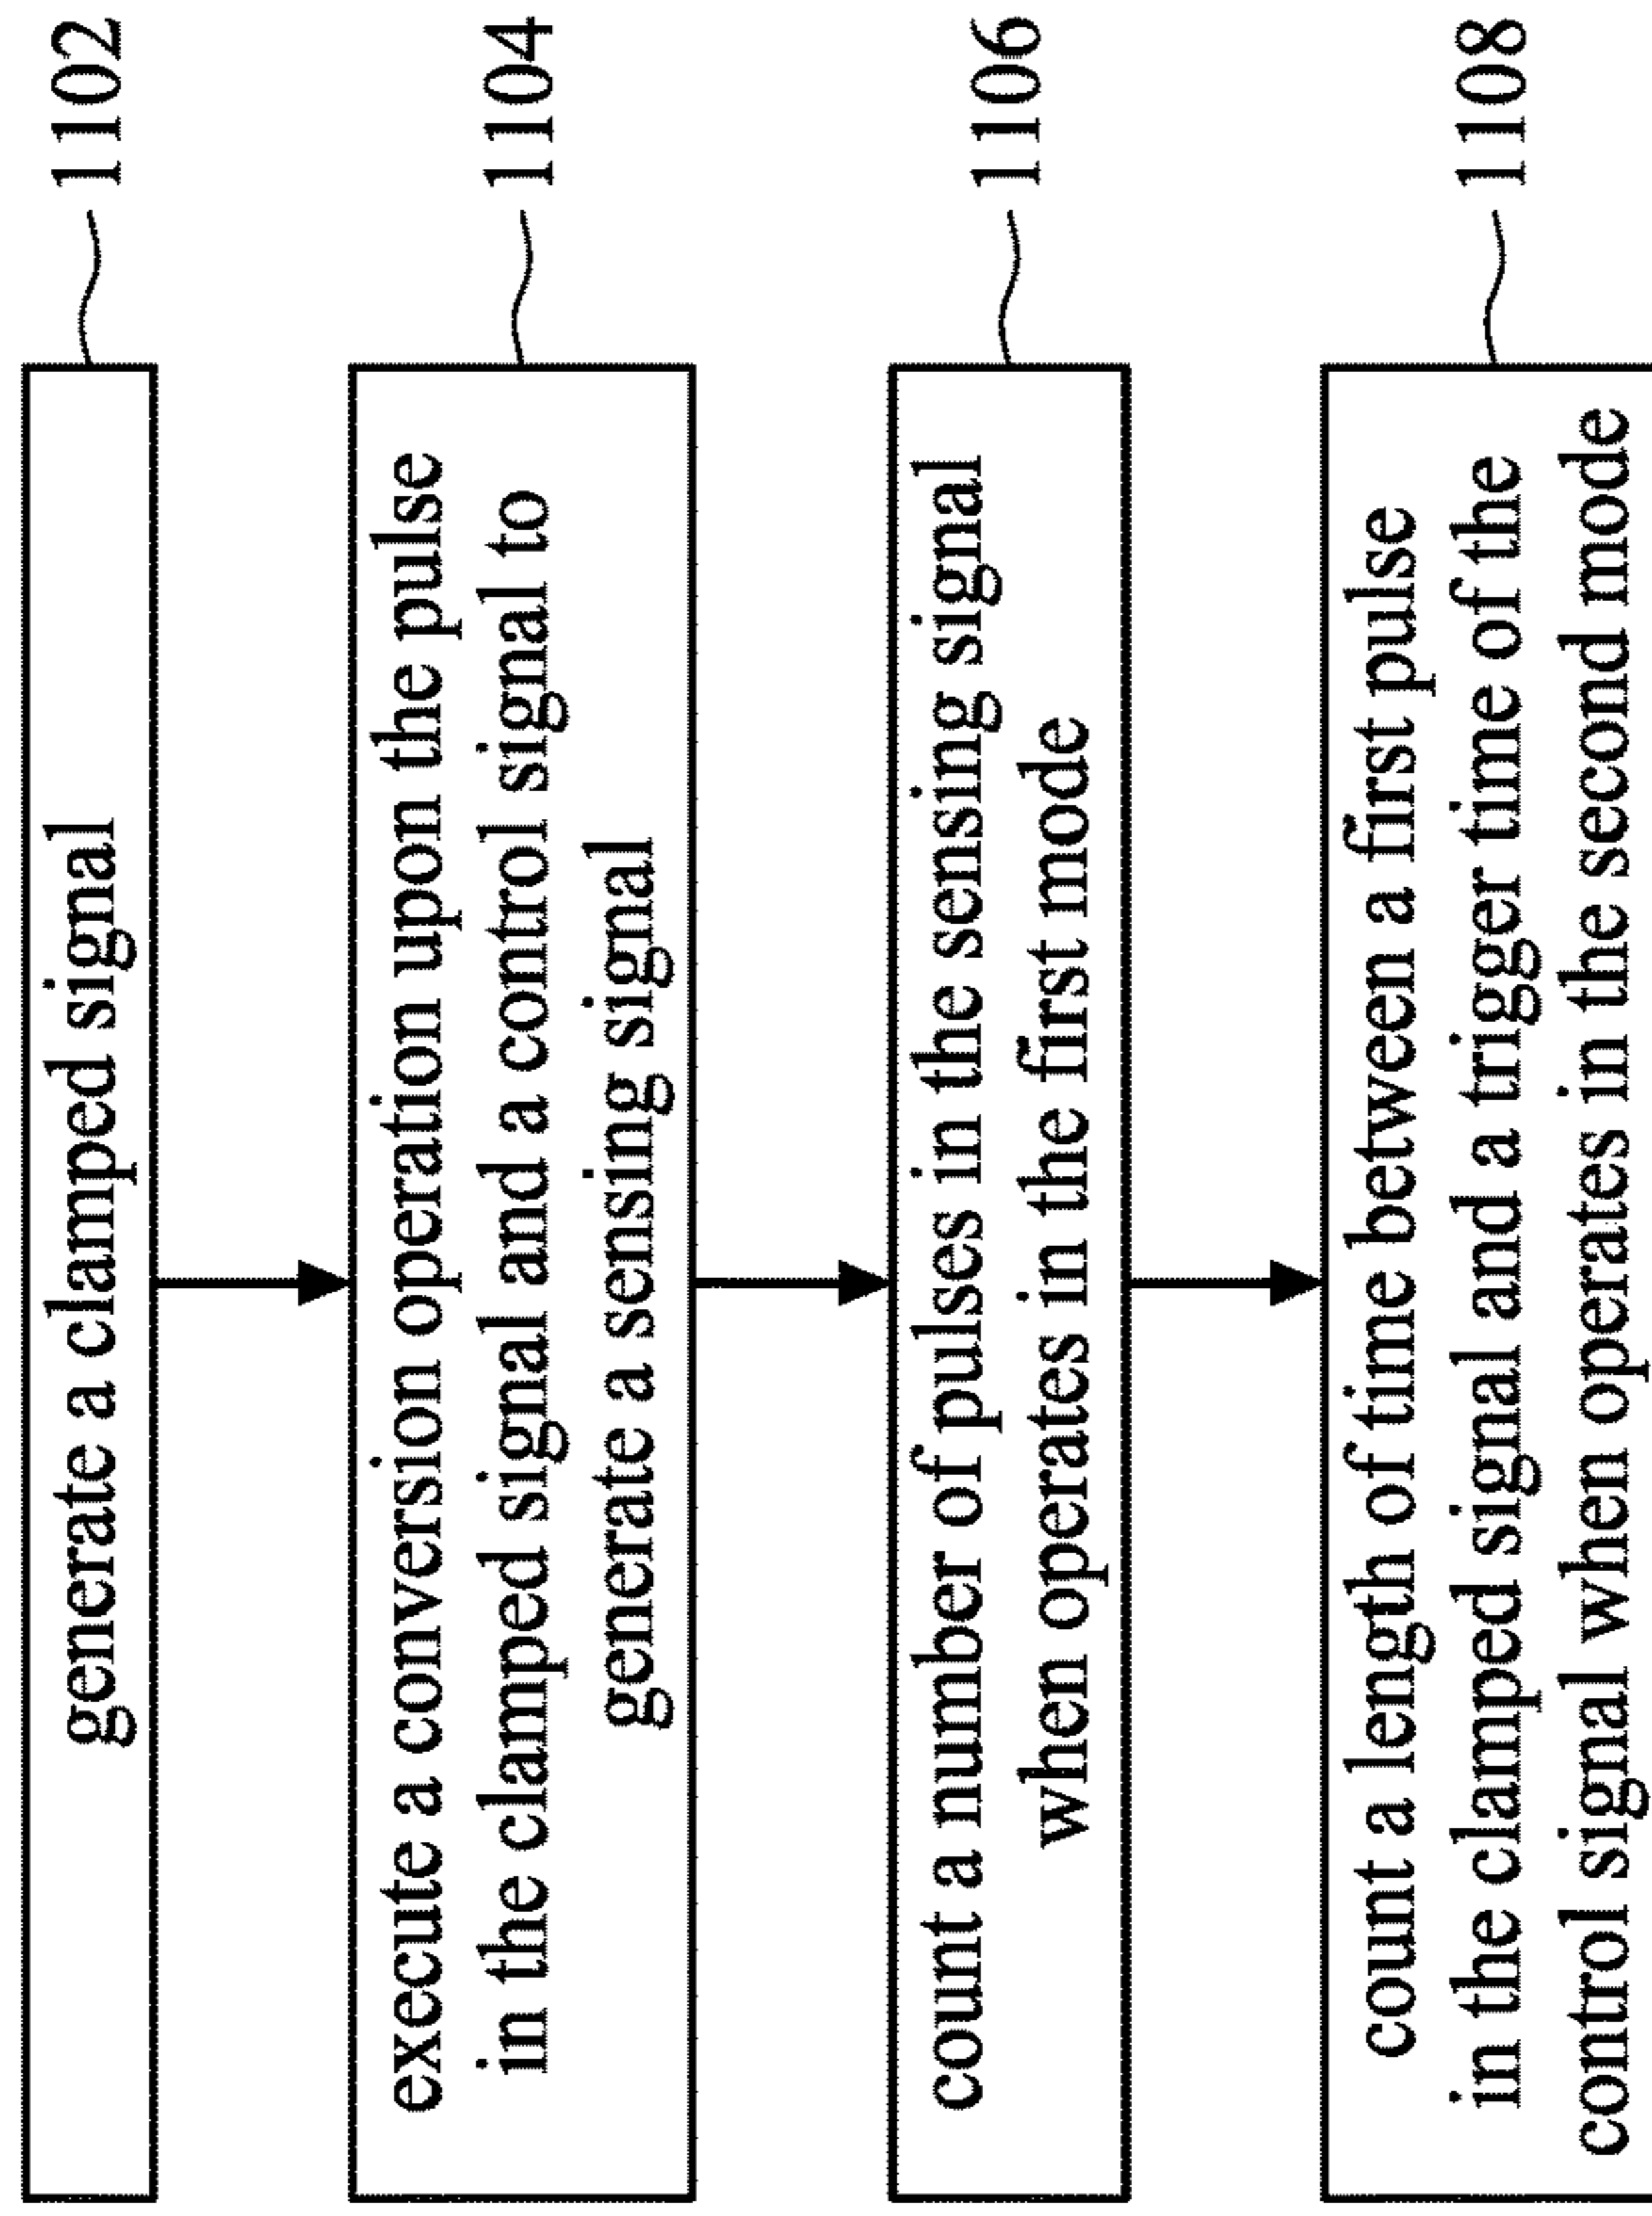 generate a clamped signal
1102
execute a conversion operation upon the pulse
in the clamped signal and a control signal to
generate a sensing signal
1104
count a number of pulses in the sensing signal
when operates in the first mode
1106
count a length of time between a first pulse
in the clamped signal and a trigger time of the
control signal when operates in the second mode
1108